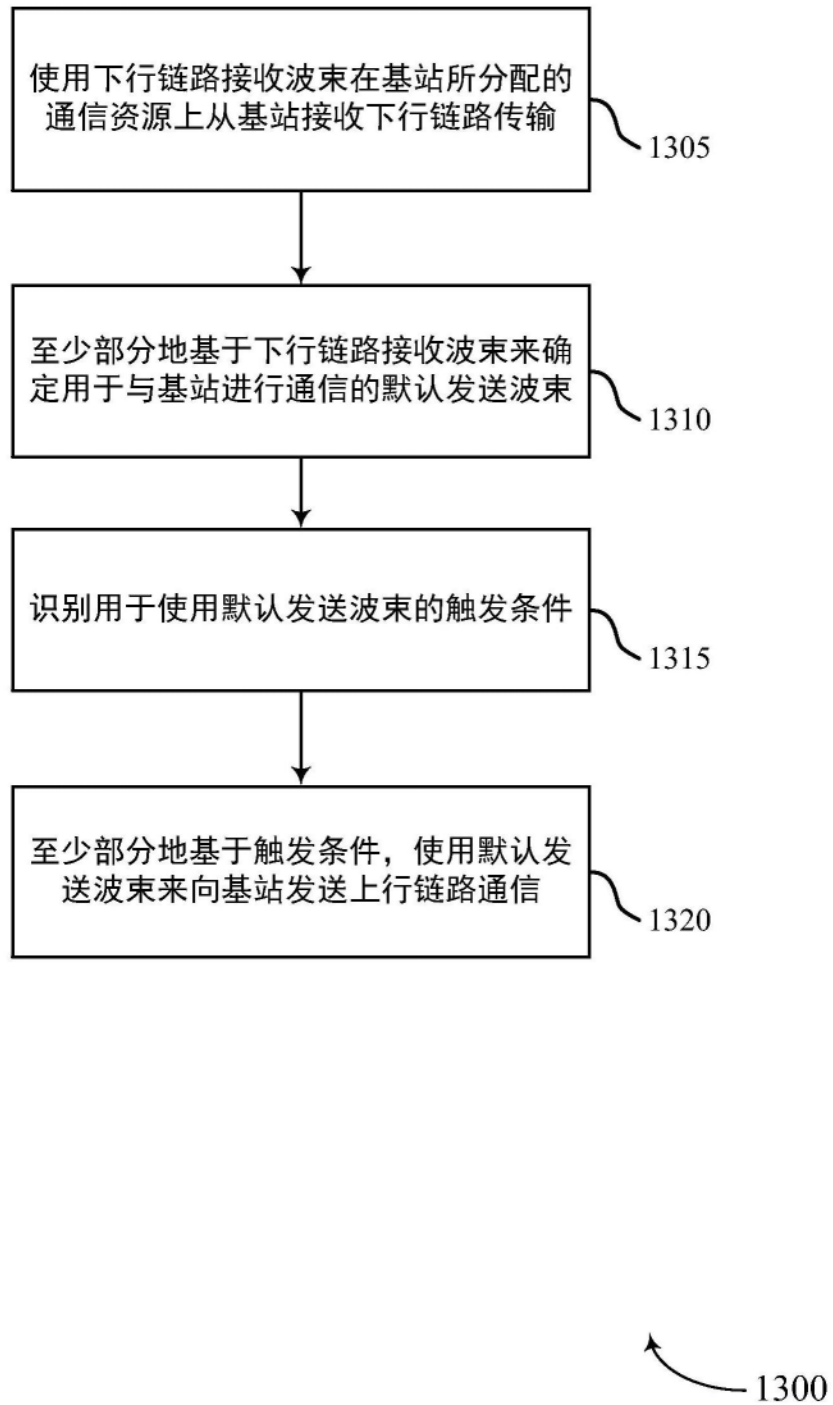 使用下行链路接收波束在基站所分配的
通信资源上从基站接收下行链路传输
1305
至少部分地基于下行链路接收波束来确
定用于与基站进行通信的默认发送波束
1310
识别用于使用默认发送波束的触发条件
1315
至少部分地基于触发条件，使用默认发
送波束来向基站发送上行链路通信
1320
1300